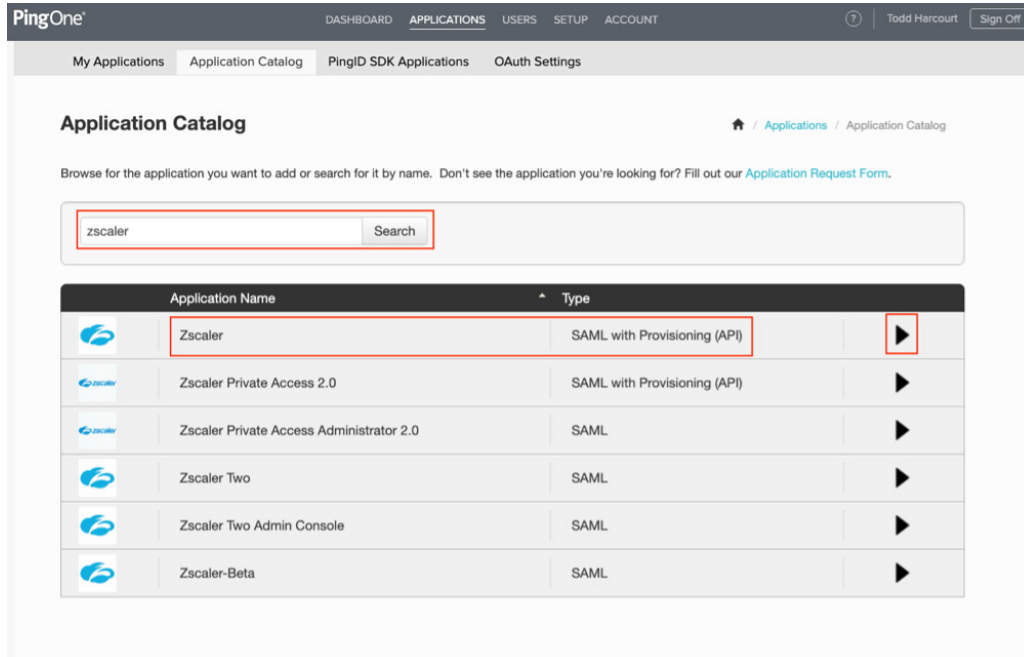 PingOne DASHBOARD APPLICATIONS USERS SETUP ACCOUNT ? Todd Harcourt Sign Off
My Applications Application Catalog PingID SDK Applications OAuth Settings
Application Catalog / Applications / Application Catalog
Browse for the application you want to add or search for it by name. Don't see the application you're looking for? Fill out our Application Request Form.
zscaler Search
Application Name Type
Zscaler SAML with Provisioning (API)
zscaler Zscaler Private Access 2.0 SAML with Provisioning (API)
zscaler Zscaler Private Access Administrator 2.0 SAML
Zscaler Two SAML
Zscaler Two Admin Console SAML
Zscaler-Beta SAML